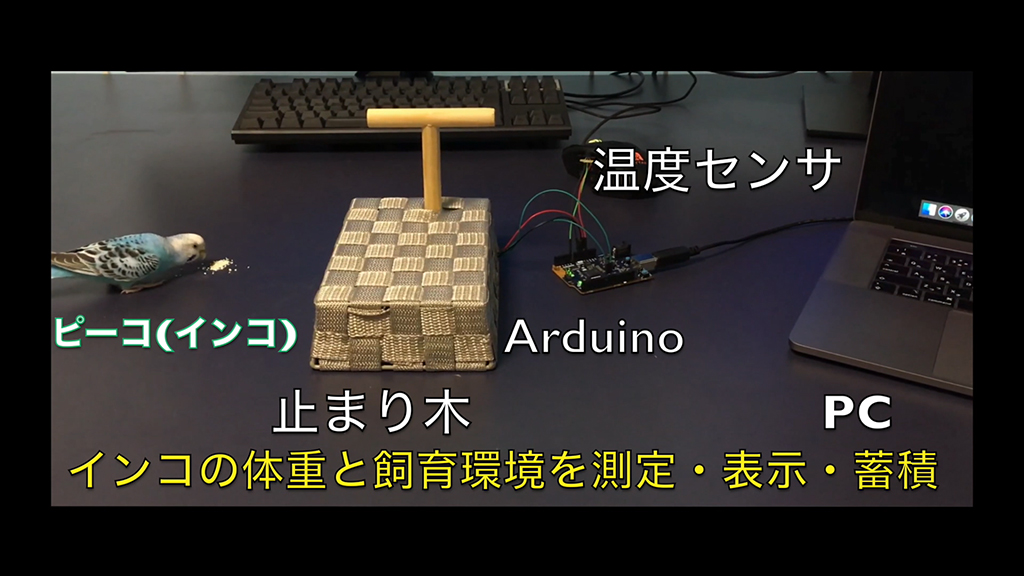 温度センサ
ピーコ(インコ)
Arduino
止まり木
PC
インコの体重と飼育環境を測定・表示・蓄積